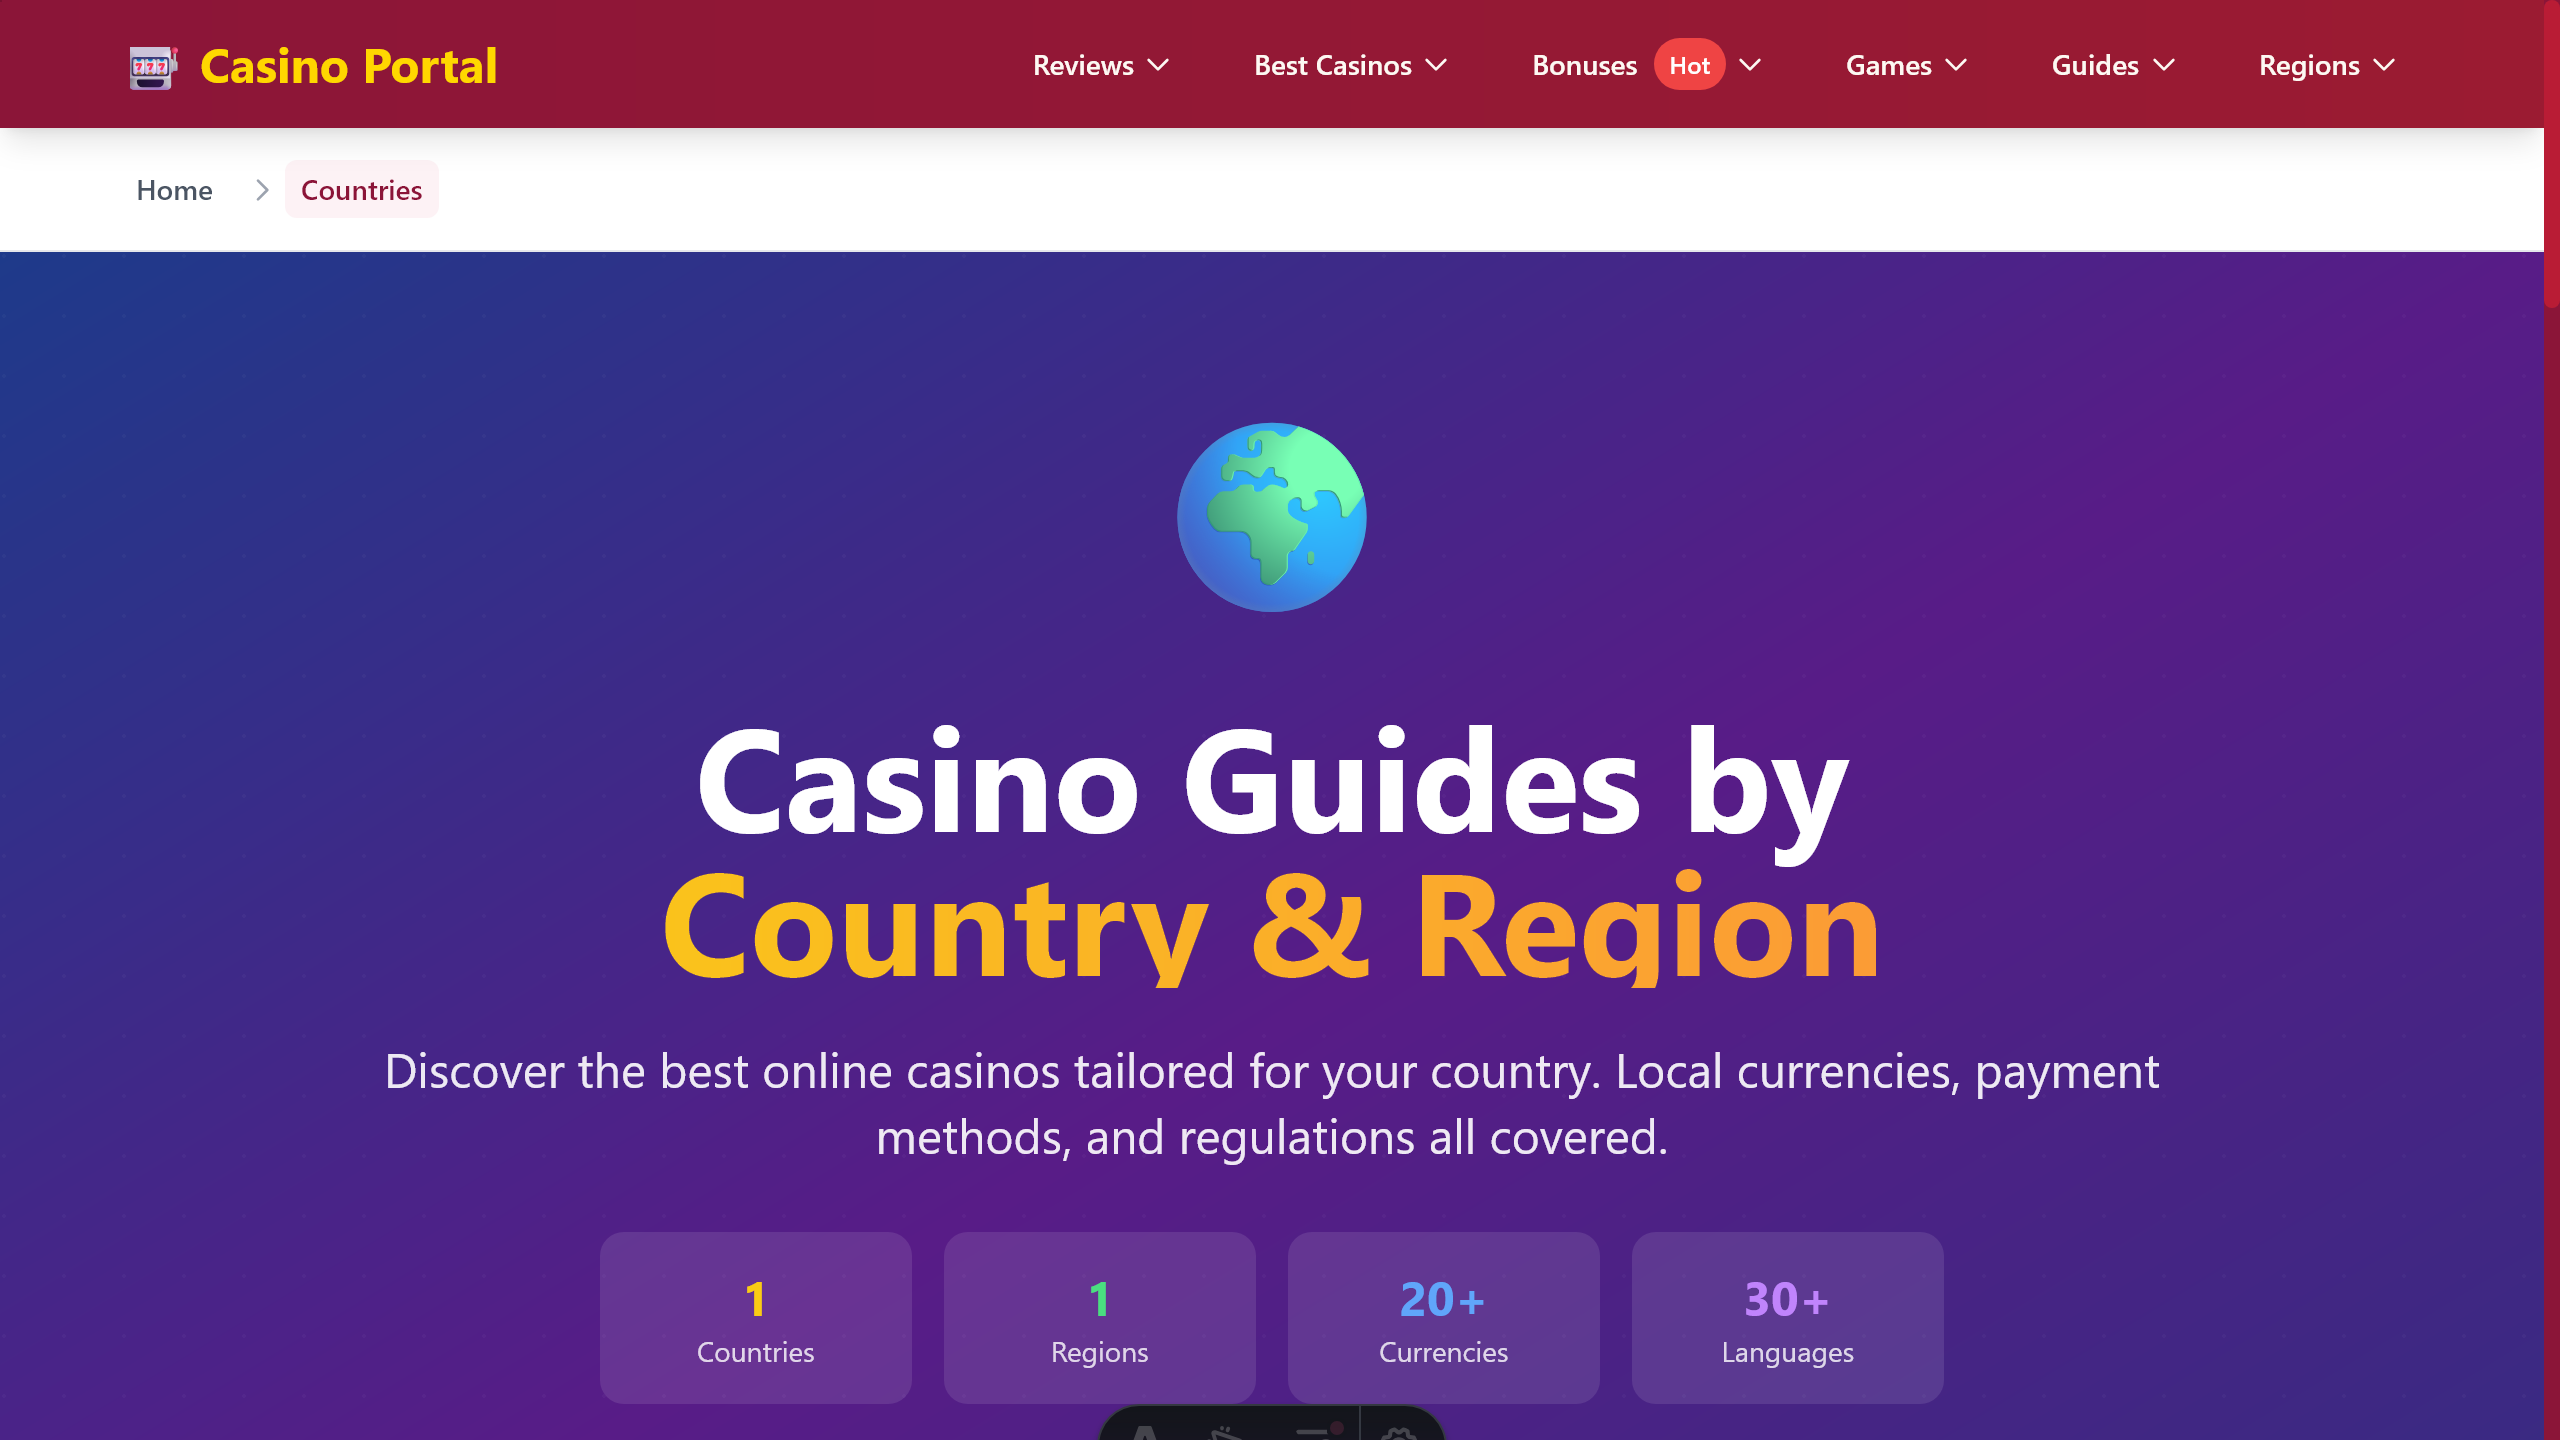 Casino Portal
Reviews
Best Casinos
Bonuses Hot
Games
Guides
Regions
Home
Countries
Casino Guides by
Country & Region
Discover the best online casinos tailored for your country. Local currencies, payment
methods, and regulations all covered.
1
Countries
1
Regions
20+
Currencies
30+
Languages